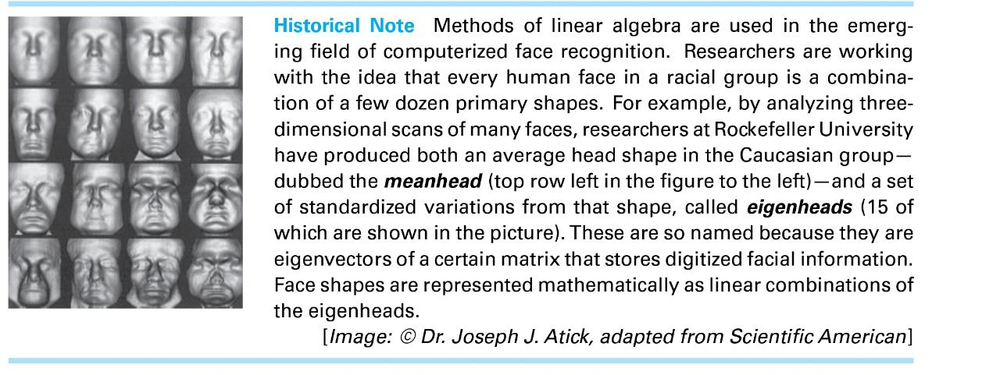 Historical Note Methods of linear algebra are used in the emerg-
ing field of computerized face recognition. Researchers are working
with the idea that every human face in a racial group is a combina-
tion of a few dozen primary shapes. For example, by analyzing three-
dimensional scans of many faces, researchers at Rockefeller University
have produced both an average head shape in the Caucasian group—
dubbed the meanhead (top row left in the figure to the left)—and a set
of standardized variations from that shape, called eigenheads (15 of
which are shown in the picture). These are so named because they are
eigenvectors of a certain matrix that stores digitized facial information.
Face shapes are represented mathematically as linear combinations of
the eigenheads.
[Image: © Dr. Joseph J. Atick, adapted from Scientific American]